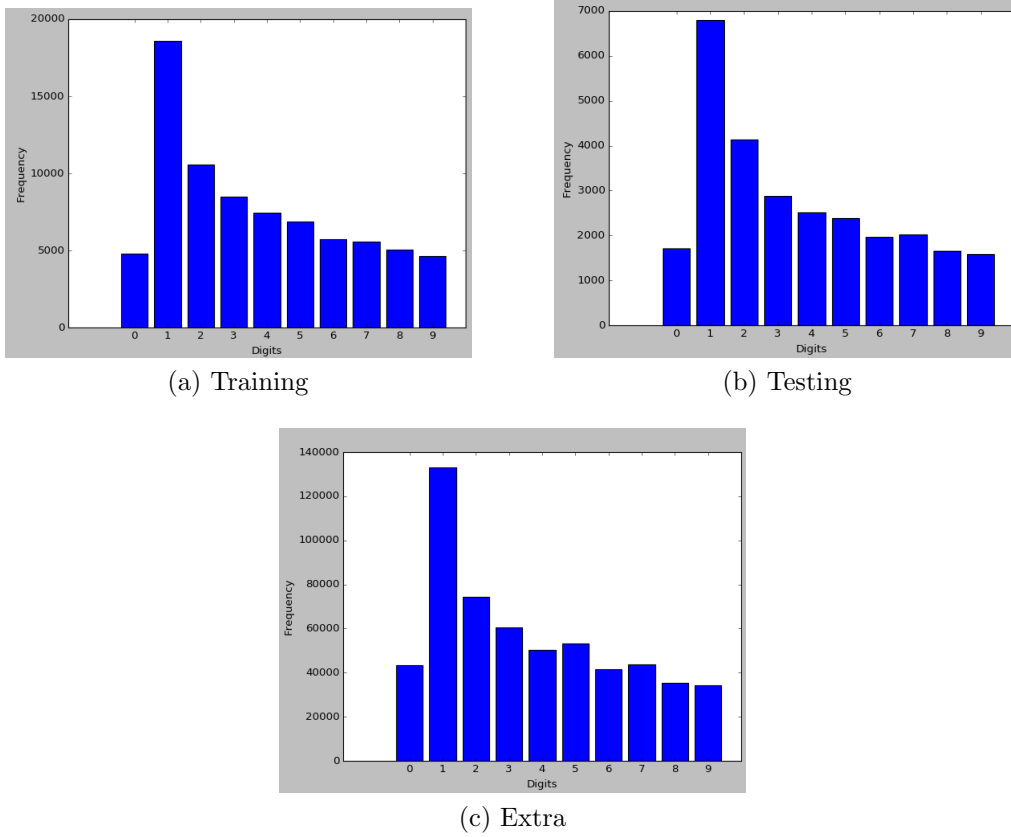 20000
15000
10000
5000
0
Frequency
0 1 2 3 4 5 6 7 8 9
Digits
(a) Training
7000
6000
5000
4000
3000
2000
1000
0
Frequency
0 1 2 3 4 5 6 7 8 9
Digits
(b) Testing
140000
120000
100000
80000
60000
40000
20000
0
Frequency
0 1 2 3 4 5 6 7 8 9
Digits
(c) Extra